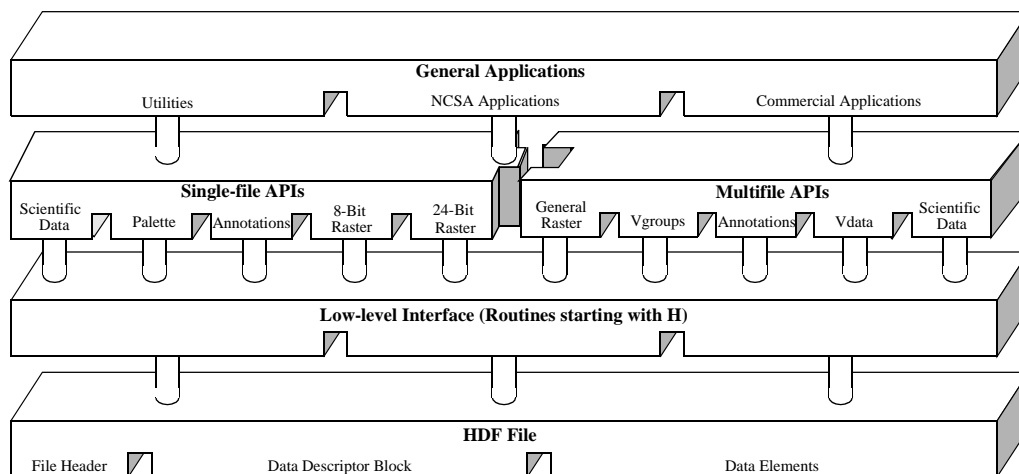 General Applications
Utilities
NCSA Applications
Commercial Applications
Single-file APIs
Multifile APIs
Scientific
Data
Palette
Annotations
8-Bit
Raster
24-Bit
Raster
General
Raster
Vgroups
Annotations
Vdata
Scientific
Data
Low-level Interface (Routines starting with H)
HDF File
File Header
Data Descriptor Block
Data Elements